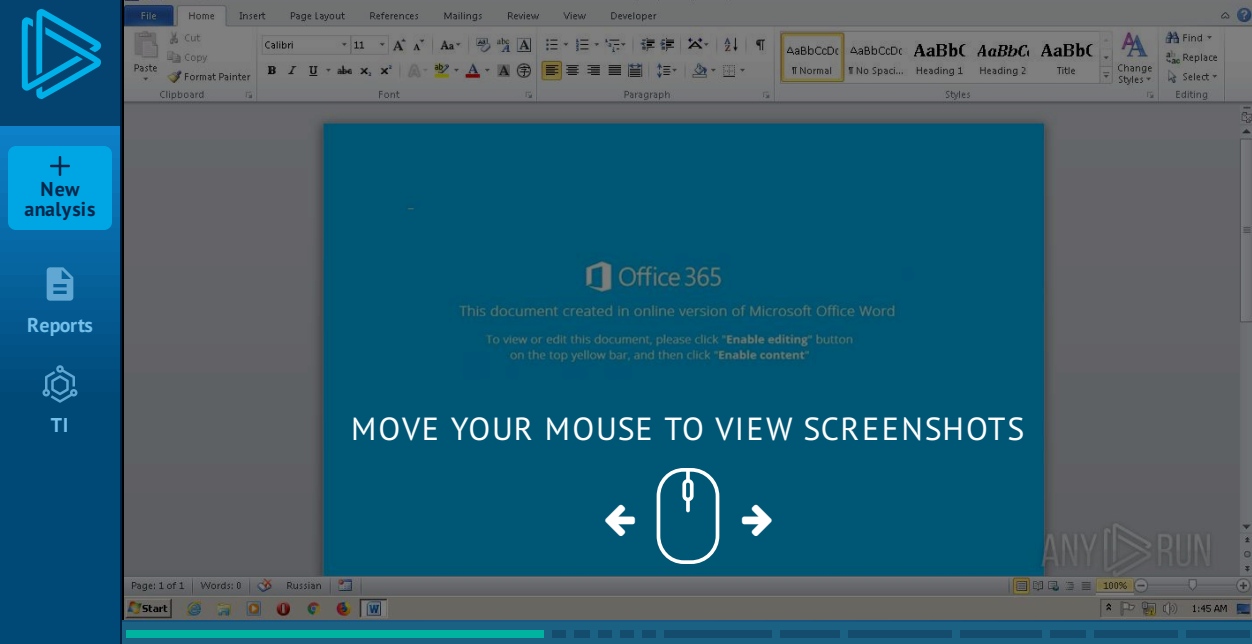 File Home Insert Page Layout References Mailings Review View Developer
Cut
Copy
Format Painter
Paste
Calibri 11
Aa
abc
B I U abc x₂ x²
AaBbCcDc AaBbCcDc AaBbC AaBbCc AaBbC
¶ Normal ¶ No Spaci... Heading 1 Heading 2 Title
Change
Styles
Find
Replace
Select
Clipboard Font Paragraph Styles Editing
New
analysis
Reports
TI
Office 365
This document created in online version of Microsoft Office Word
To view or edit this document, please click "Enable editing" button
on the top yellow bar, and then click "Enable content"
MOVE YOUR MOUSE TO VIEW SCREENSHOTS
ANY RUN
Page: 1 of 1 Words: 0 Russian 100%
Start 1:45 AM